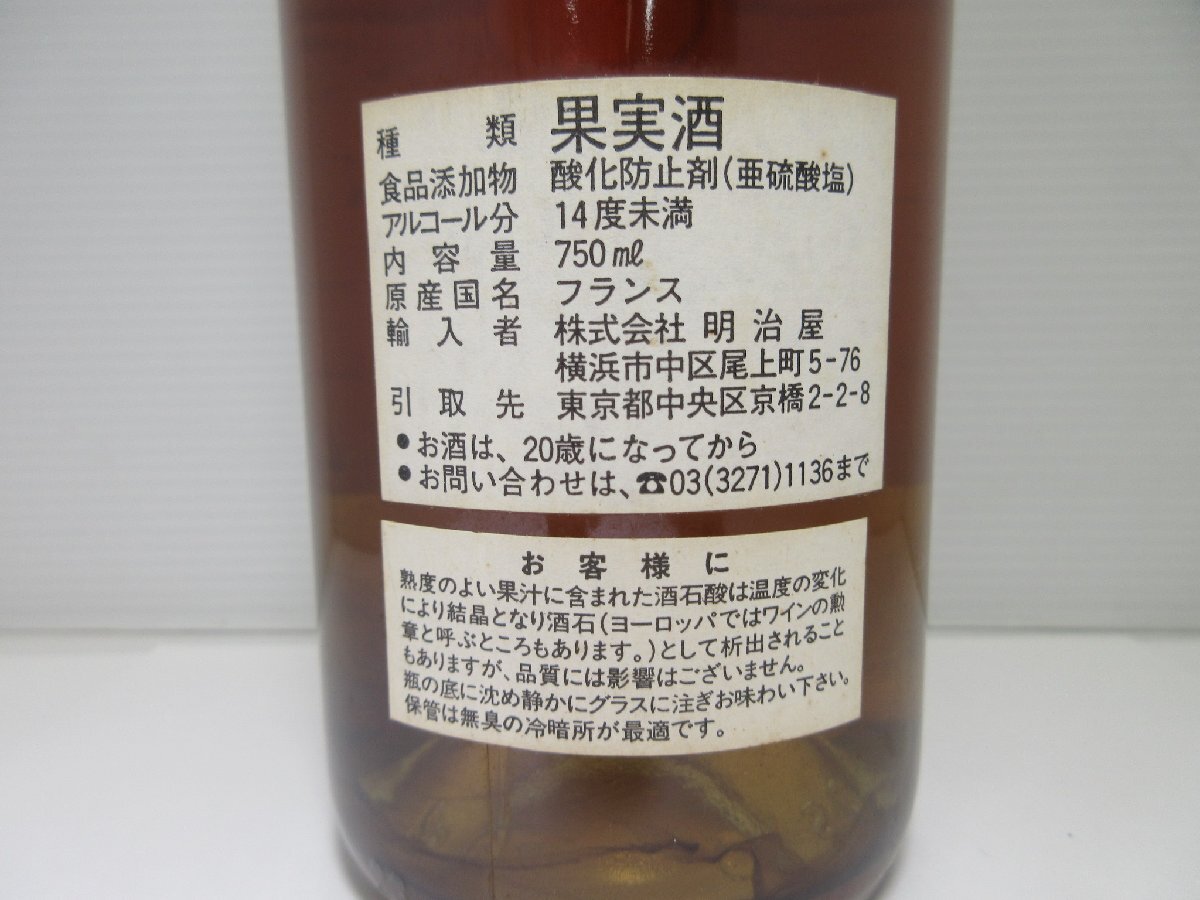 種類 果実酒
食品添加物 酸化防止剤(亜硫酸塩)
アルコール分 14度未満
内容量 750㎖
原産国名 フランス
輸入者 株式会社 明治屋
横浜市中区尾上町5-76
引取先 東京都中央区京橋2-2-8
●お酒は、20歳になってから
●お問い合わせは、☎03(3271)1136まで
お客様に
熟度のよい果汁に含まれた酒石酸は温度の変化
により結晶となり酒石(ヨーロッパではワインの勲
章と呼ぶところもあります。)として析出されること
もありますが、品質には影響はございません。
瓶の底に沈め静かにグラスに注ぎお味わい下さい。
保管は無臭の冷暗所が最適です。